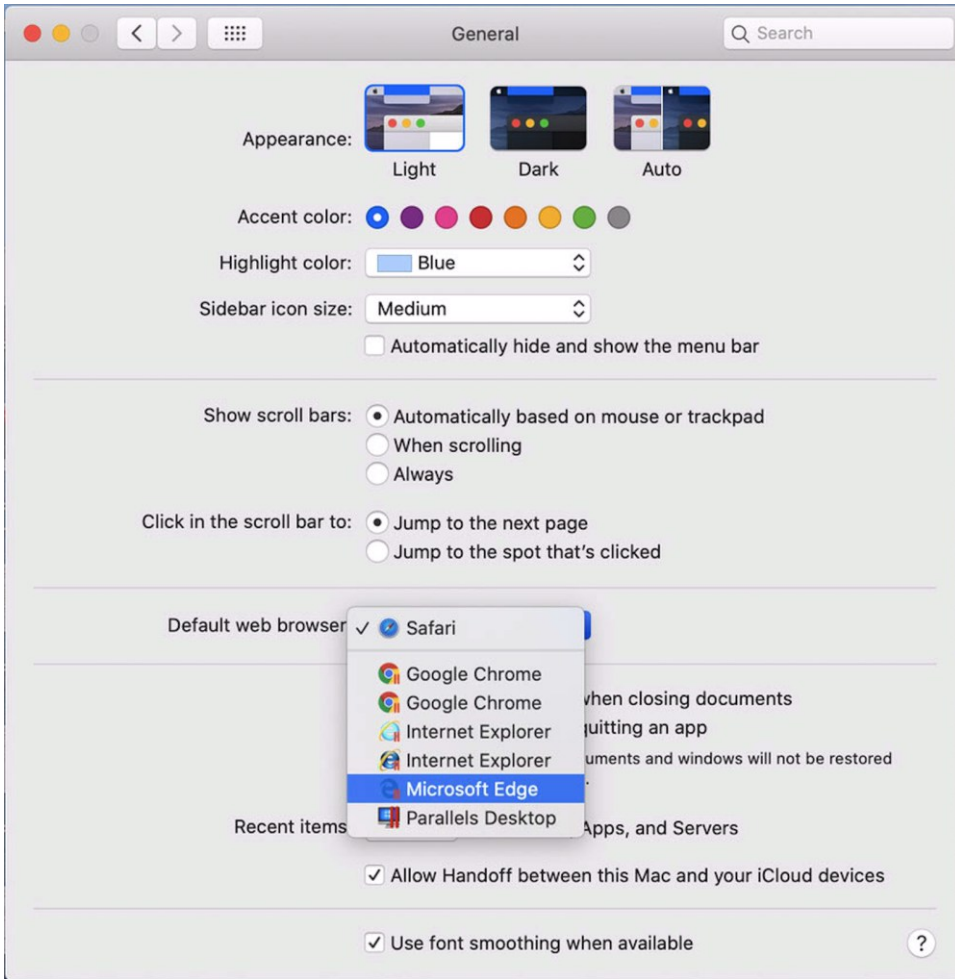 General
Search
Appearance:
Light Dark Auto
Accent color:
Highlight color: Blue
Sidebar icon size: Medium
Automatically hide and show the menu bar
Show scroll bars: Automatically based on mouse or trackpad
When scrolling
Always
Click in the scroll bar to: Jump to the next page
Jump to the spot that's clicked
Default web browser ✓ Safari
Google Chrome
when closing documents
Google Chrome
quitting an app
Internet Explorer
Internet Explorer
uments and windows will not be restored
Microsoft Edge
Parallels Desktop
Recent items Apps, and Servers
Allow Handoff between this Mac and your iCloud devices
Use font smoothing when available
?